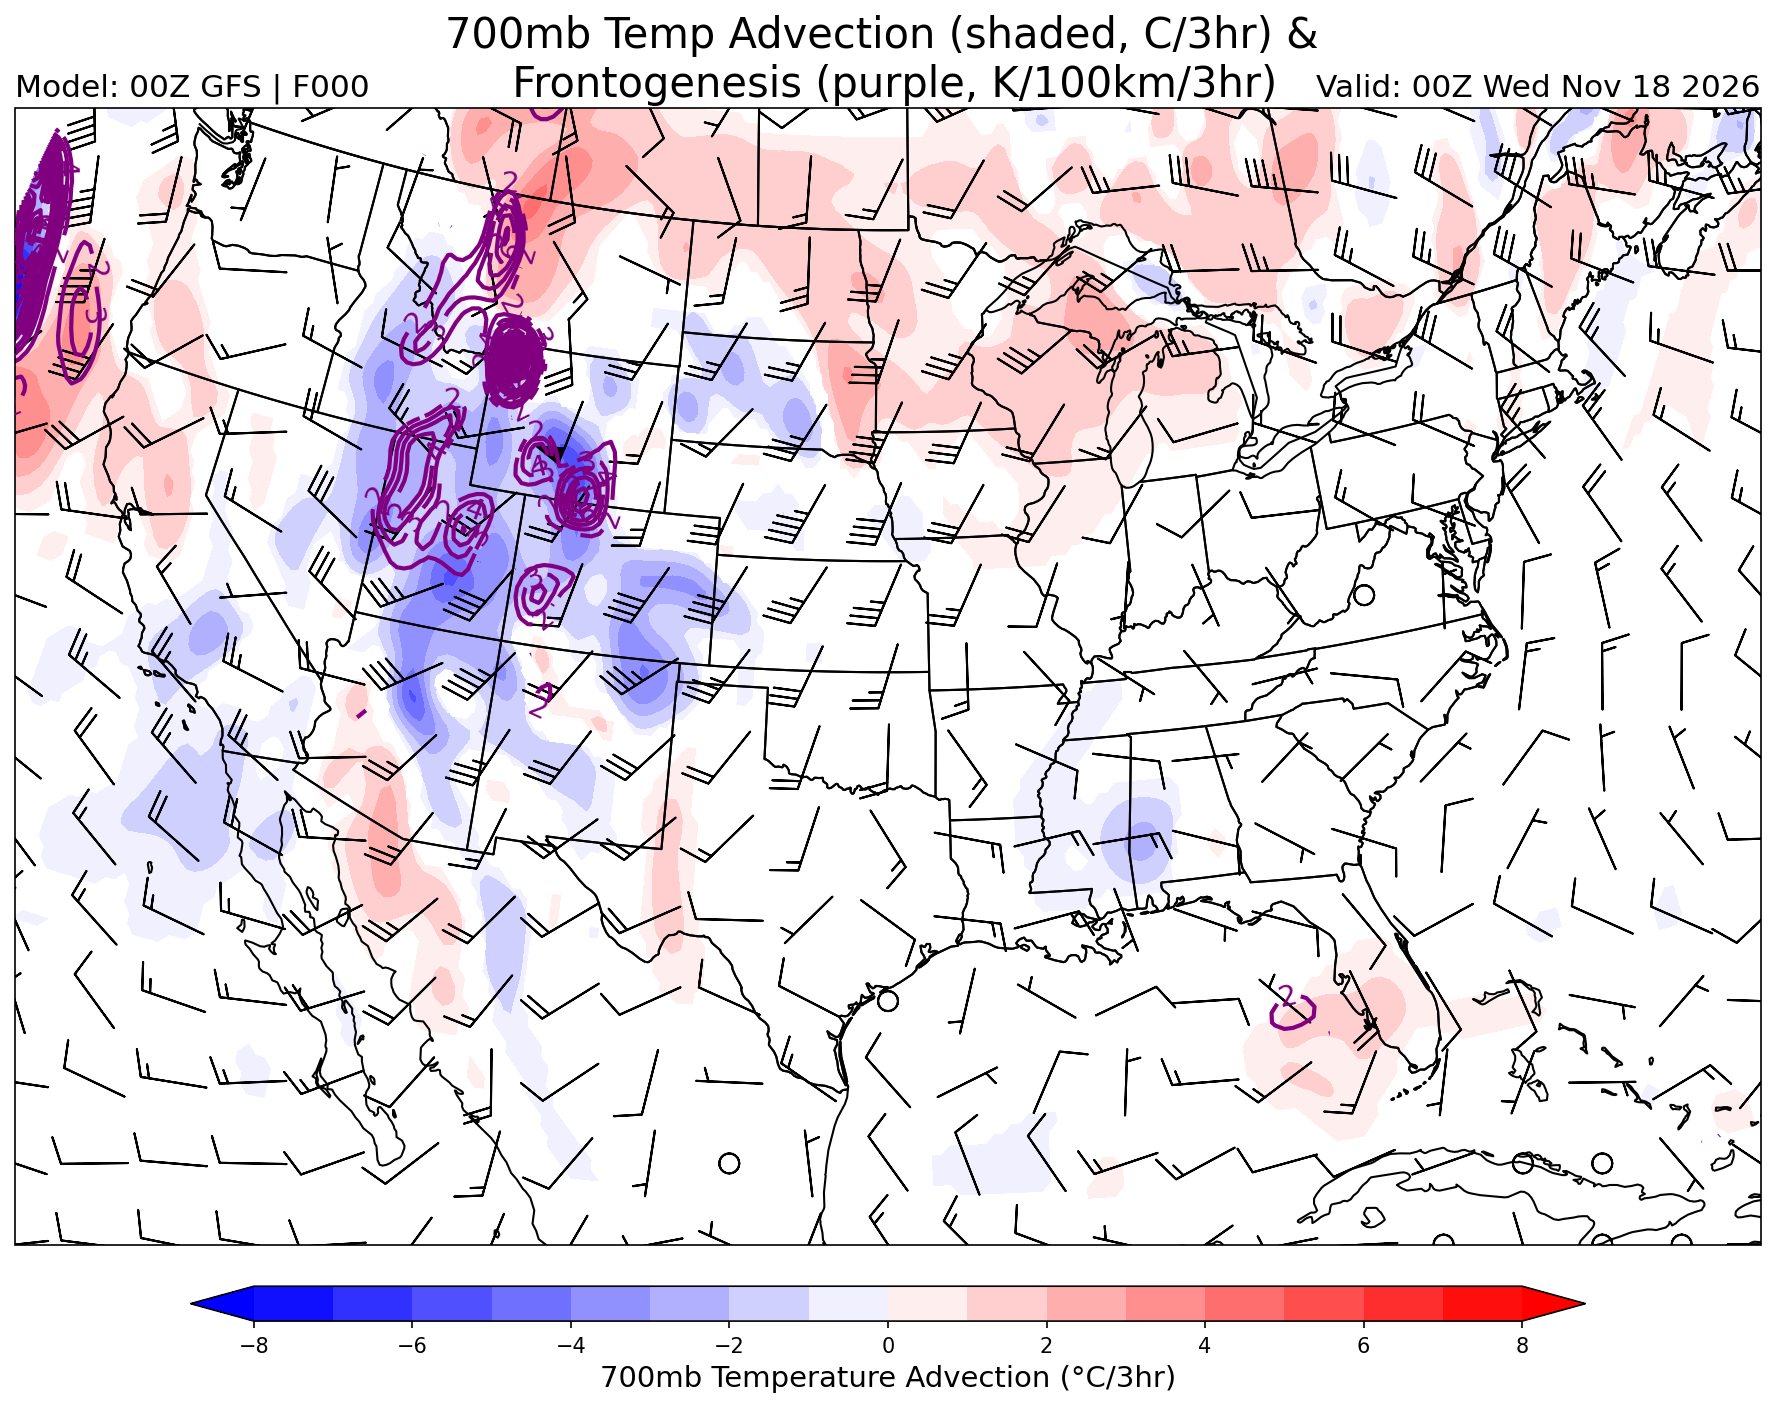 700mb Temp Advection (shaded, C/3hr) &
Frontogenesis (purple, K/100km/3hr)
Model: 00Z GFS | F000
Valid: 00Z Wed Nov 18 2026
−8 −6 −4 −2 0 2 4 6 8
700mb Temperature Advection (°C/3hr)